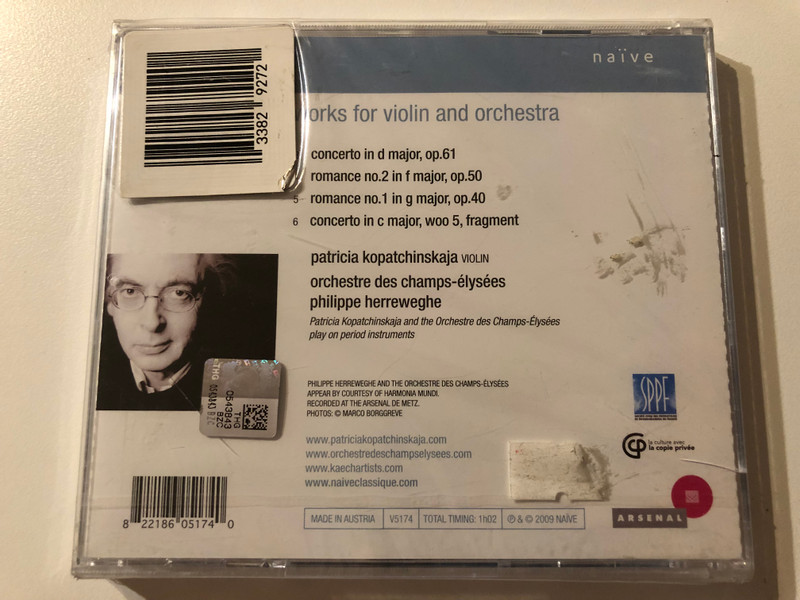 naïve
3382 9272
orks for violin and orchestra
concerto in d major, op.61
romance no.2 in f major, op.50
5 romance no.1 in g major, op.40
6 concerto in c major, woo 5, fragment
patricia kopatchinskaja VIOLIN
orchestre des champs-élysées
philippe herreweghe
Patricia Kopatchinskaja and the Orchestre des Champs-Élysées
play on period instruments
PHILIPPE HERREWEGHE AND THE ORCHESTRE DES CHAMPS-ÉLYSÉES
APPEAR BY COURTESY OF HARMONIA MUNDI.
RECORDED AT THE ARSENAL DE METZ.
PHOTOS: © MARCO BORGGREVE
THG
0543843
BZC
SPPF
la culture avec
la copie privée
www.patriciakopatchinskaja.com
www.orchestredeschampselysees.com
www.kaechartists.com
www.naiveclassique.com
8 22186 05174 0
MADE IN AUSTRIA V5174 TOTAL TIMING: 1h02 ℗ & © 2009 NAÏVE
ARSENAL